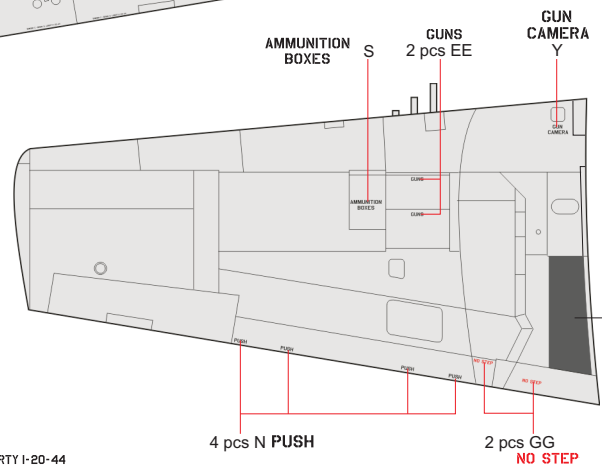 GUN
CAMERA
Y
AMMUNITION
BOXES
S
GUNS
2 pcs EE
GUN
CAMERA
GUNS
AMMUNITION
BOXES
GUNS
PUSH
PUSH
PUSH
PUSH
NO STEP
NO STEP
4 pcs N PUSH
2 pcs GG
NO STEP
RTY 1-20-44